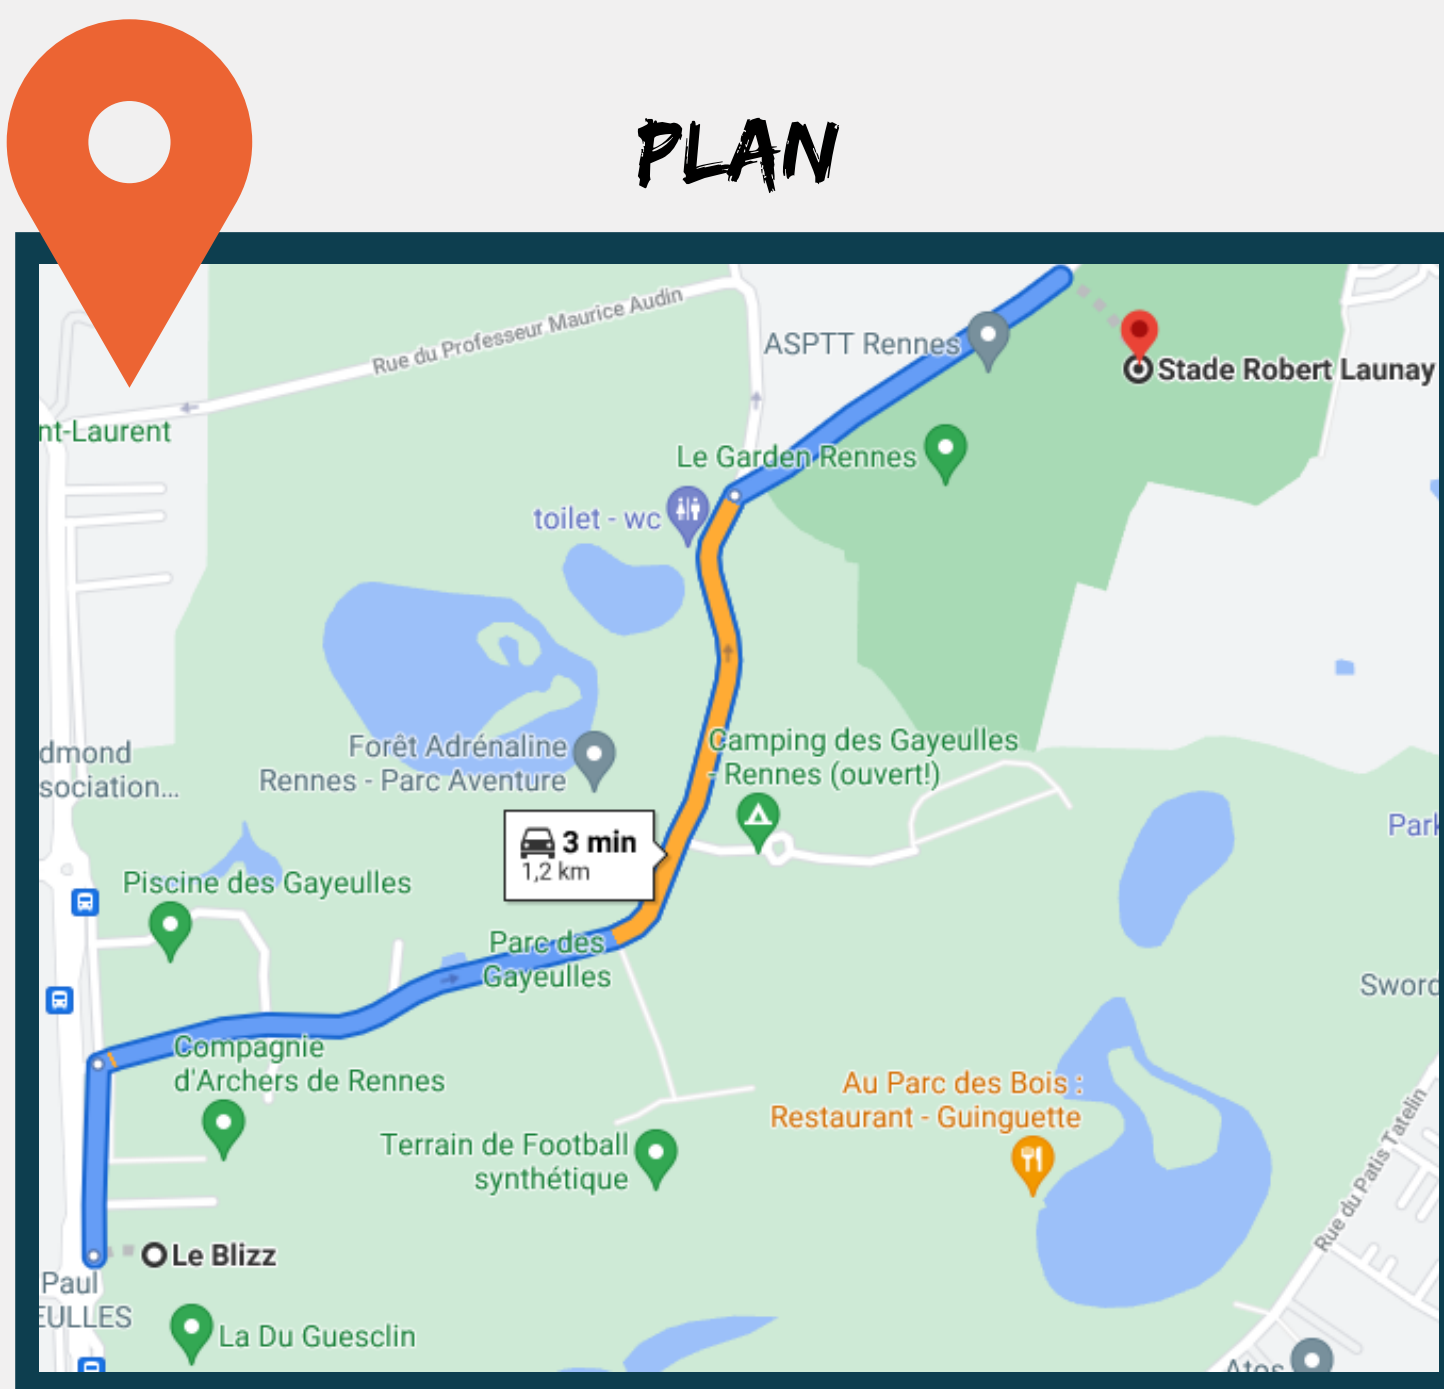 PLAN
Rue du Professeur Maurice Audin
ASPTT Rennes
Stade Robert Launay
nt-Laurent
Le Garden Rennes
toilet - wc
dmond
sociation...
Forêt Adrénaline
Rennes - Parc Aventure
Camping des Gayeulles
- Rennes (ouvert!)
3 min
1,2 km
Park
Piscine des Gayeulles
Parc des
Gayeulles
Sword
Compagnie
d'Archers de Rennes
Au Parc des Bois :
Restaurant - Guinguette
Terrain de Football
synthétique
Rue du Patis Tatelin
Le Blizz
Paul
EULLES
La Du Guesclin
Atos